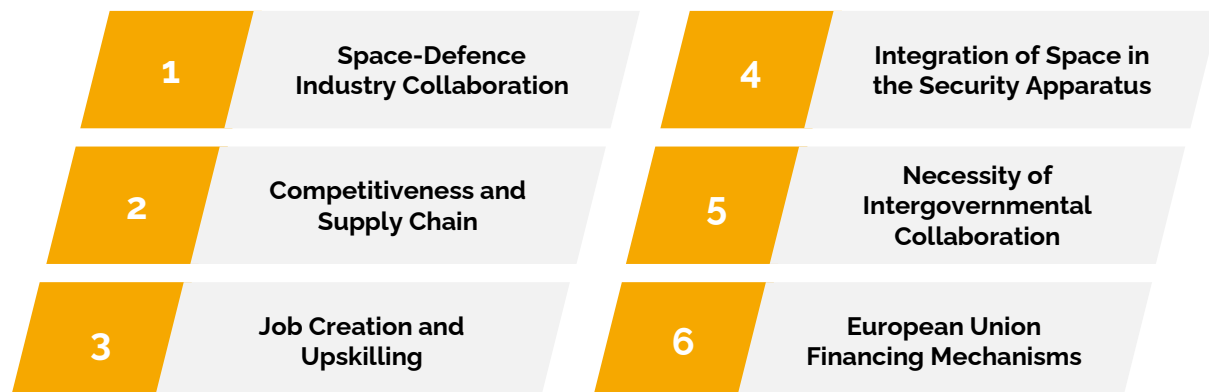 1
Space-Defence
Industry Collaboration
2
Competitiveness and
Supply Chain
3
Job Creation and
Upskilling
4
Integration of Space in
the Security Apparatus
5
Necessity of
Intergovernmental
Collaboration
6
European Union
Financing Mechanisms